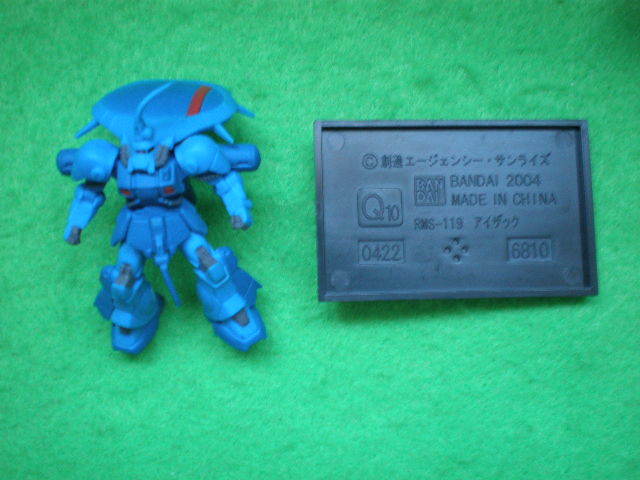 ©創通エージェンシー・サンライズ
BAN DAI BANDAI 2004
MADE IN CHINA
Q10
RMS-119 アイザック
0422
6810